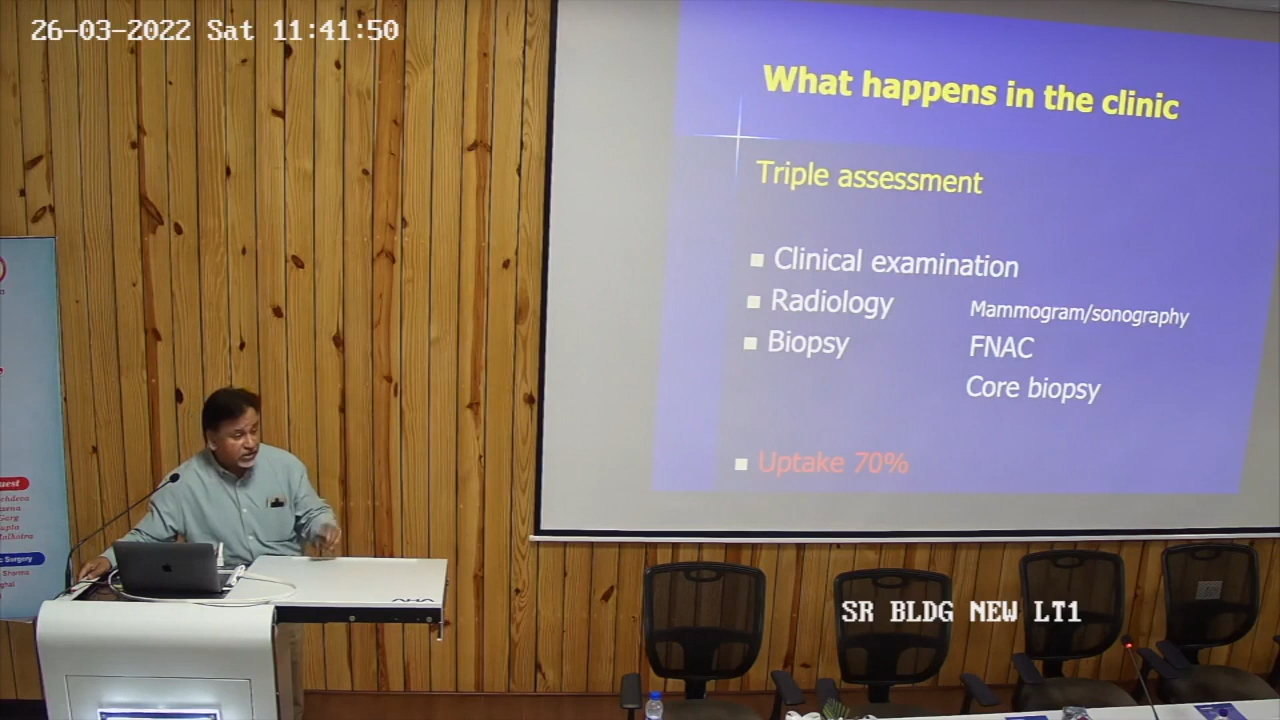 26-03-2022 Sat 11:41:50
What happens in the clinic
Triple assessment
Clinical examination
Radiology Mammogram/sonography
Biopsy FNAC
Core biopsy
Uptake 70%
SR BLDG NEW LT1